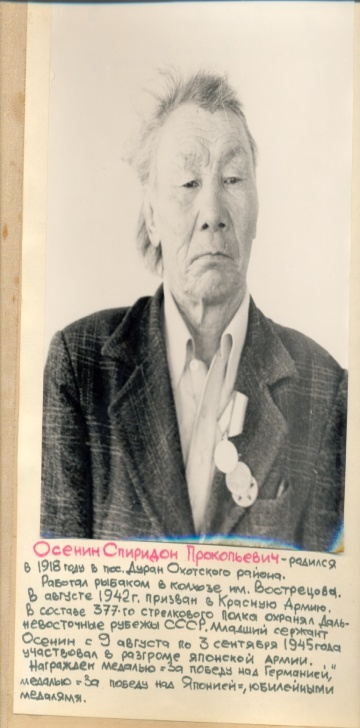 Осенин Спиридон Прокопьевич - родился
в 1918 году в пос. Дуран Охотского района.
Работал рыбаком в колхозе им. Вострецова.
В августе 1942 г. призван в Красную Армию.
В составе 377-го стрелкового полка охранял Даль-
невосточные рубежы СССР. Младший сержант
Осенин с 9 августа по 3 сентября 1945 года
участвовал в разгроме японской армии.
Награжден медалью = За победу над Германией",
медалью = За победу над Японией =, юбилейными
медалямя.